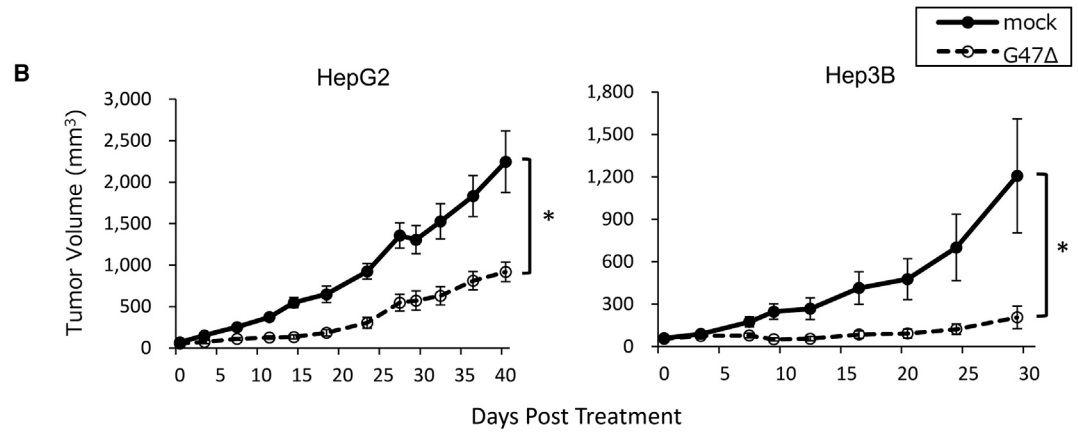 mock
G47Δ
B
HepG2
Hep3B
Tumor Volume (mm³)
3,000
2,500
2,000
1,500
1,000
500
0
0 5 10 15 20 25 30 35 40
*
1,800
1,500
1,200
900
600
300
0
0 5 10 15 20 25 30
*
Days Post Treatment